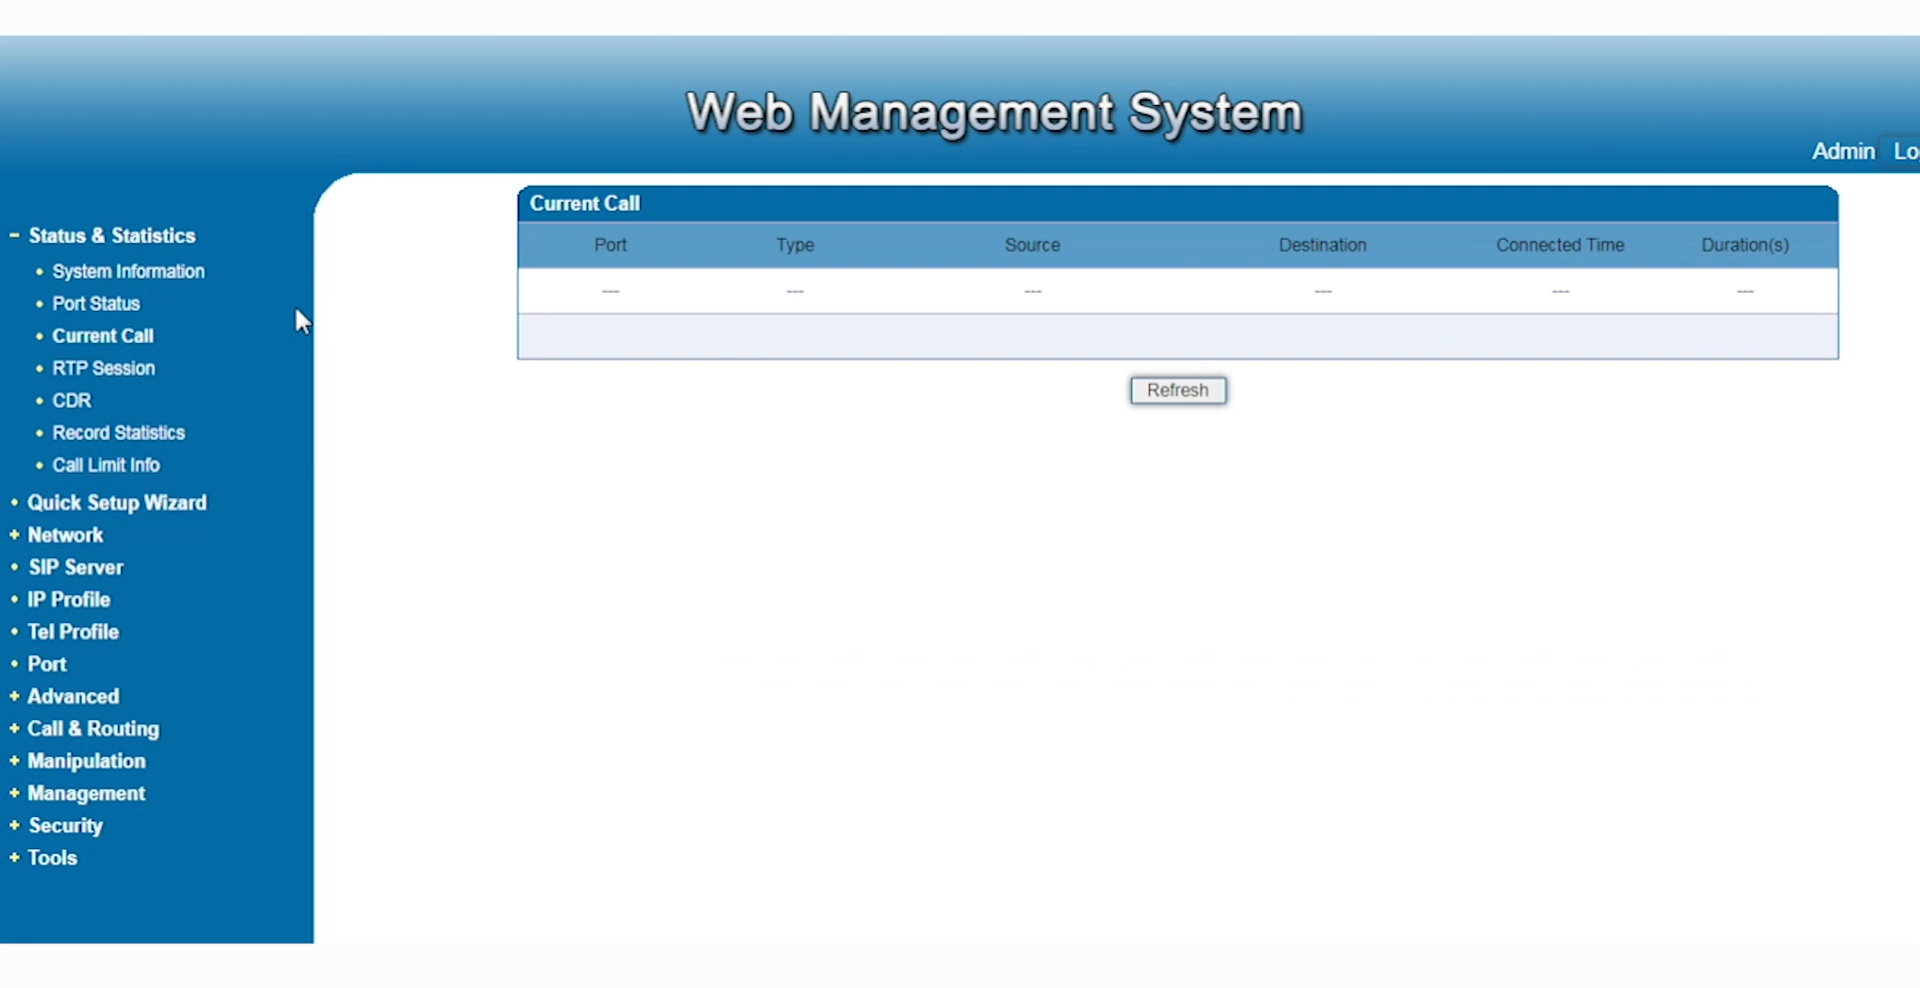 Web Management System
Admin Lo
Status & Statistics
System Information
Port Status
Current Call
RTP Session
CDR
Record Statistics
Call Limit Info
Quick Setup Wizard
Network
SIP Server
IP Profile
Tel Profile
Port
Advanced
Call & Routing
Manipulation
Management
Security
Tools
Current Call
Port Type Source Destination Connected Time Duration(s)
--- --- --- --- --- ---
Refresh